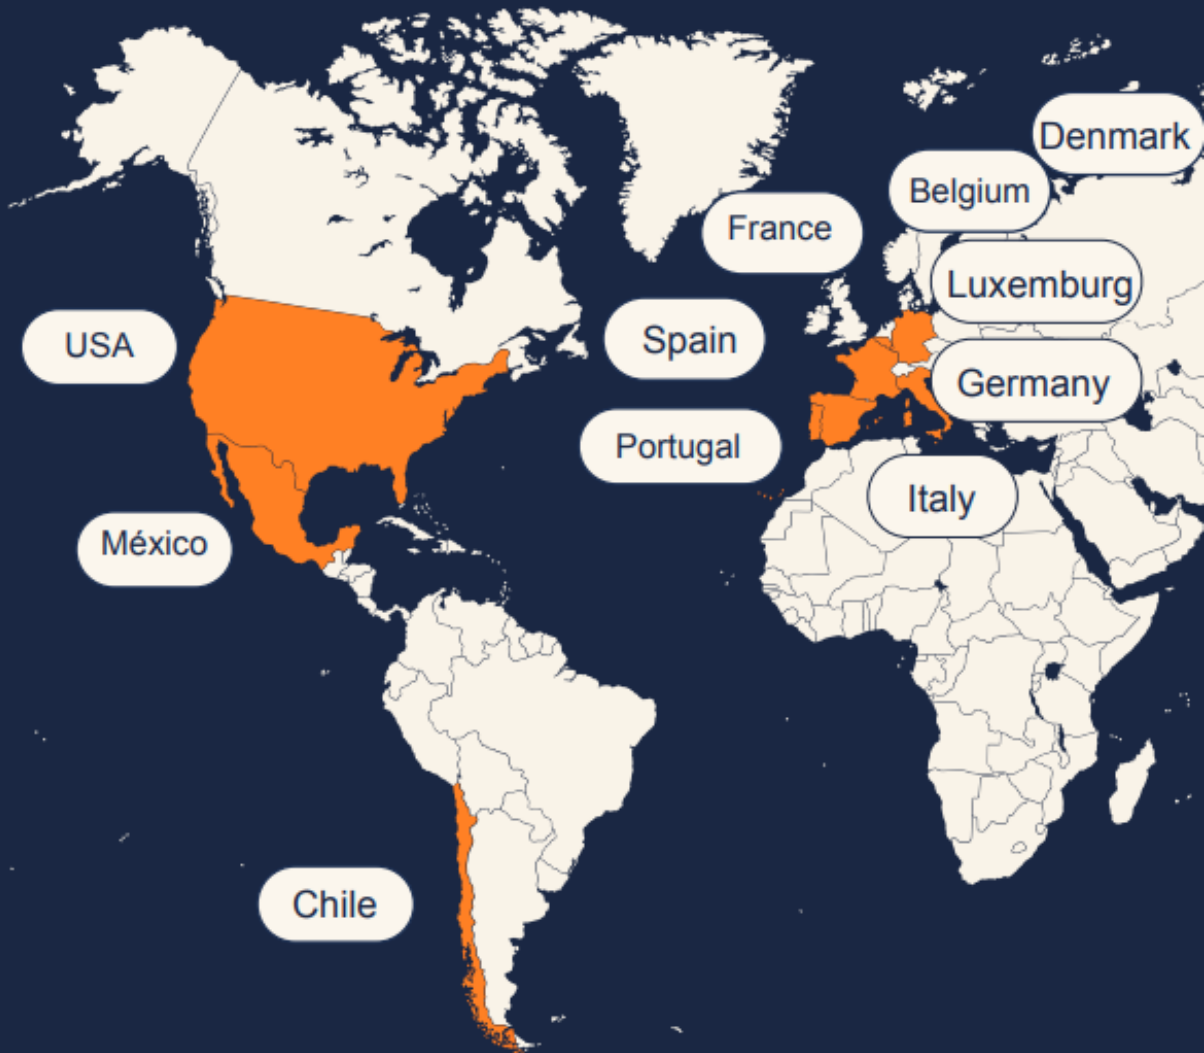 Denmark
Belgium
France
Luxemburg
USA
Spain
Germany
Portugal
Italy
México
Chile